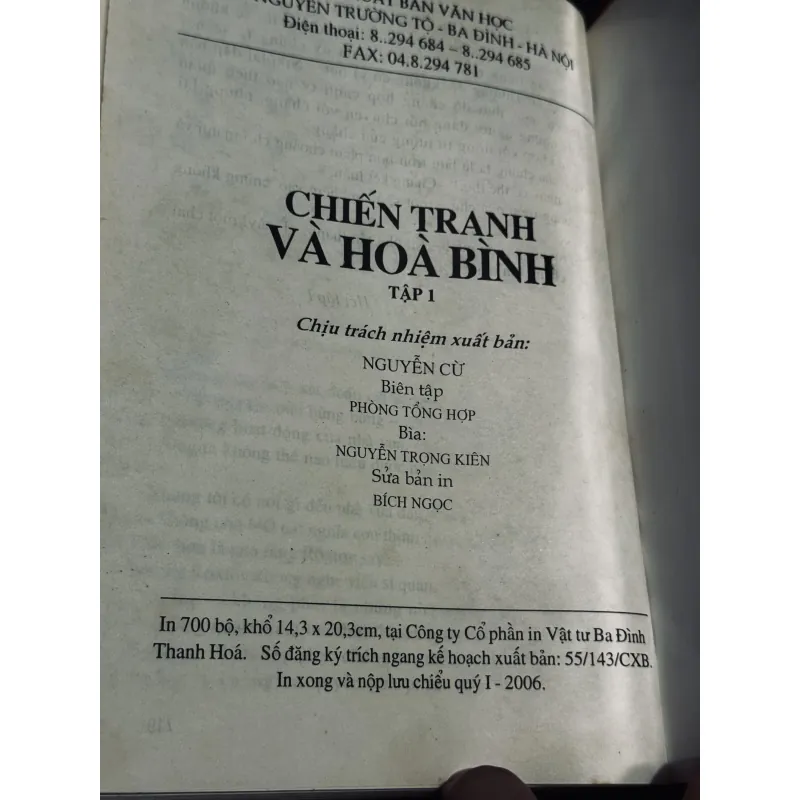 XUẤT BẢN VĂN HỌC
NGUYỄN TRƯỜNG TỘ - BA ĐÌNH - HÀ NỘI
Điện thoại: 8..294 684 – 8..294 685
FAX: 04.8.294 781
CHIẾN TRANH
VÀ HOÀ BÌNH
TẬP 1
Chịu trách nhiệm xuất bản:
NGUYỄN CỪ
Biên tập
PHÒNG TỔNG HỢP
Bìa:
NGUYỄN TRỌNG KIÊN
Sửa bản in
BÍCH NGỌC
In 700 bộ, khổ 14,3 x 20,3cm, tại Công ty Cổ phần in Vật tư Ba Đình
Thanh Hoá. Số đăng ký trích ngang kế hoạch xuất bản: 55/143/CXB.
In xong và nộp lưu chiểu quý I - 2006.